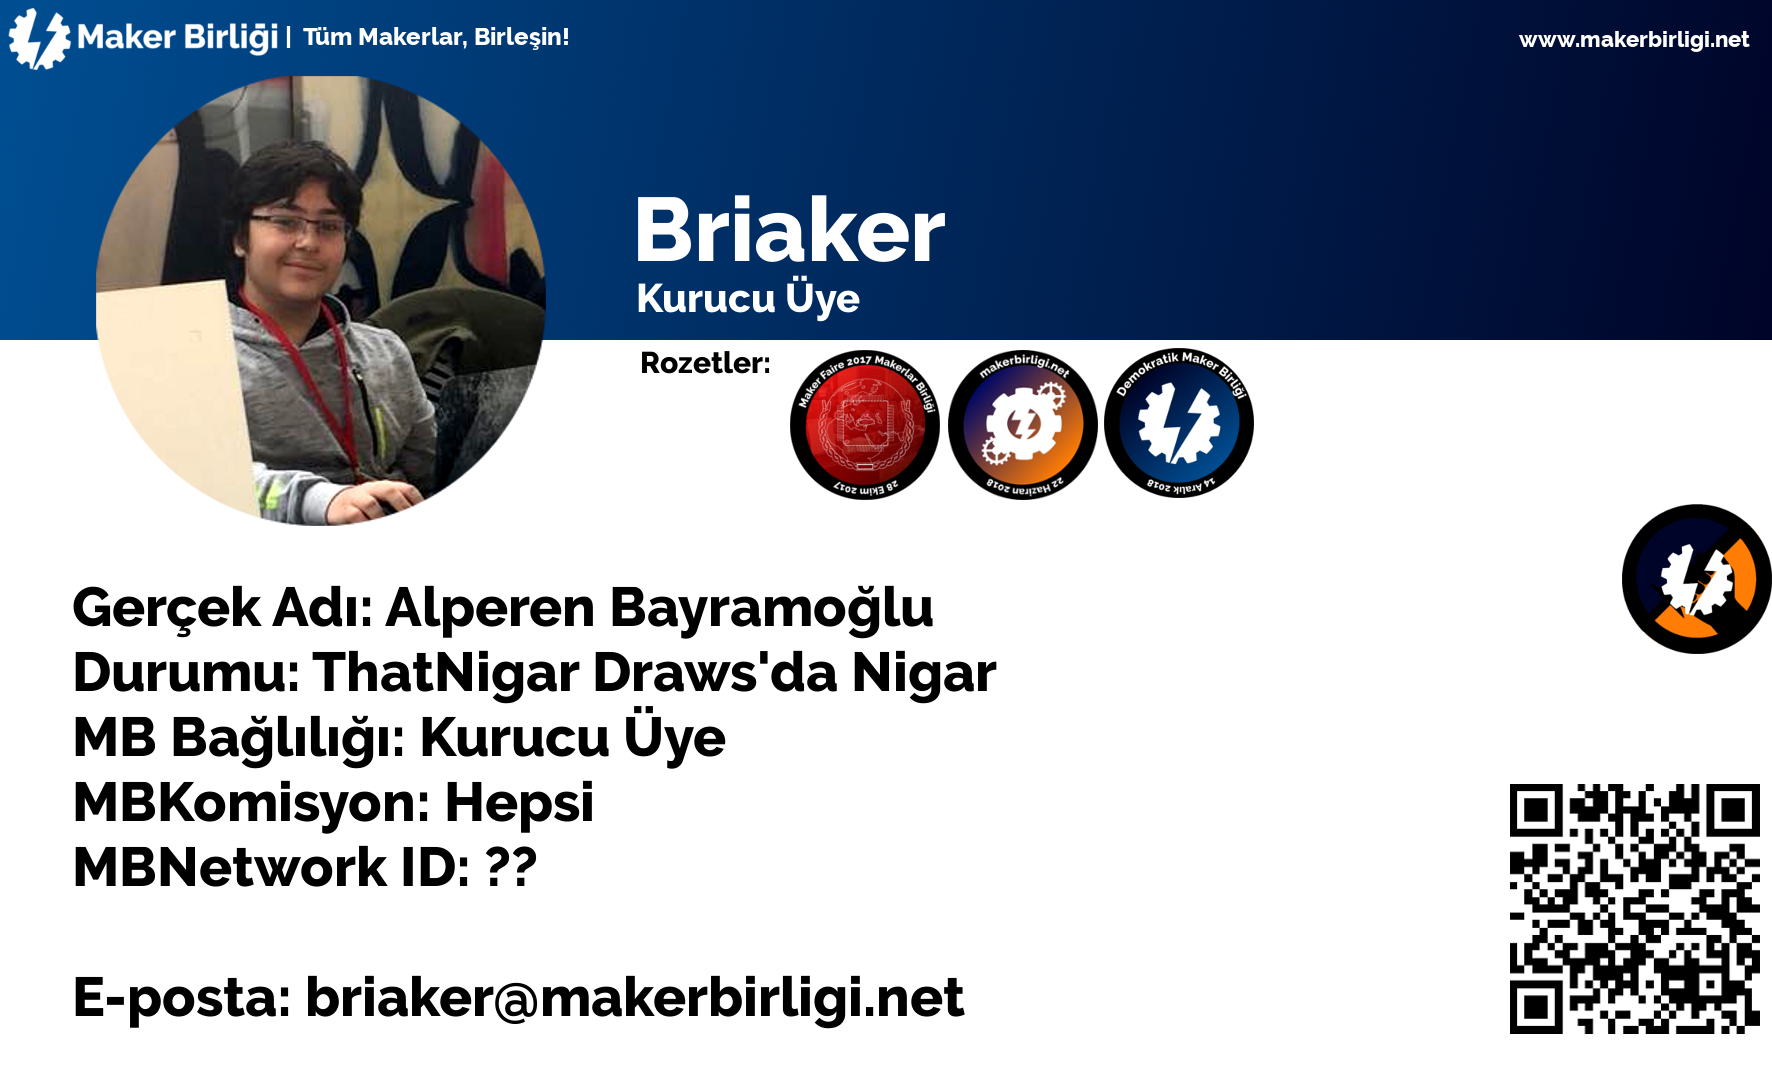 Maker Birliği | Tüm Makerlar, Birleşin!
www.makerbirligi.net
Briaker
Kurucu Üye
Rozetler:
Maker Faire 2017 Makerlar Birliği
28 Ekim 2017
makerbirligi.net
22 Haziran 2018
Demokratik Maker Birliği
14 Aralık 2018
Gerçek Adı: Alperen Bayramoğlu
Durumu: ThatNigar Draws'da Nigar
MB Bağlılığı: Kurucu Üye
MBKomisyon: Hepsi
MBNetwork ID: ??
E-posta: briaker@makerbirligi.net